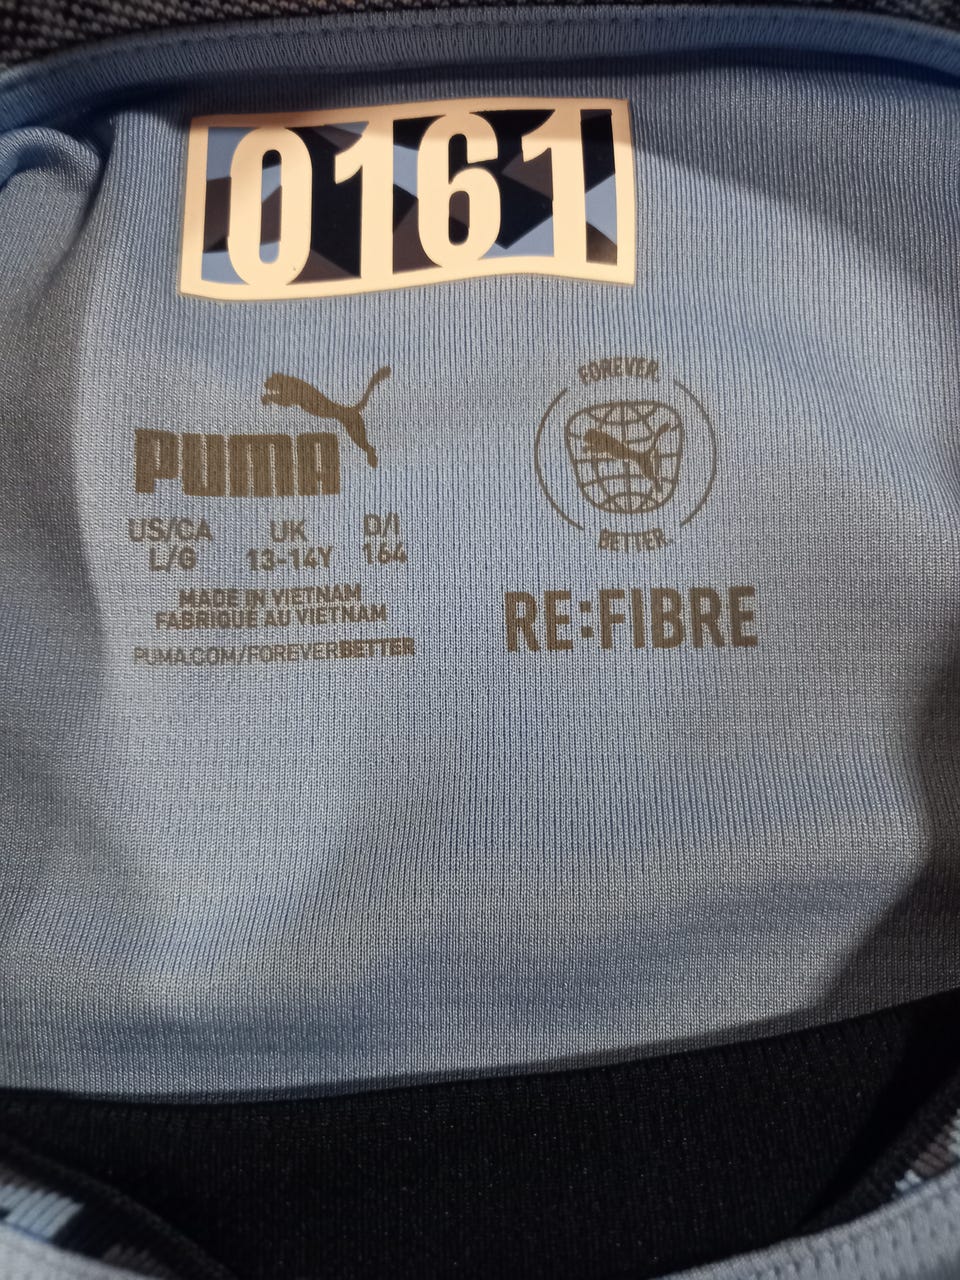 0161
PUMA
US/CA UK D/I
L/G 13-14Y 164
MADE IN VIETNAM
FABRIQUÉ AU VIETNAM
PUMA.COM/FOREVERBETTER
FOREVER.
BETTER.
RE:FIBRE